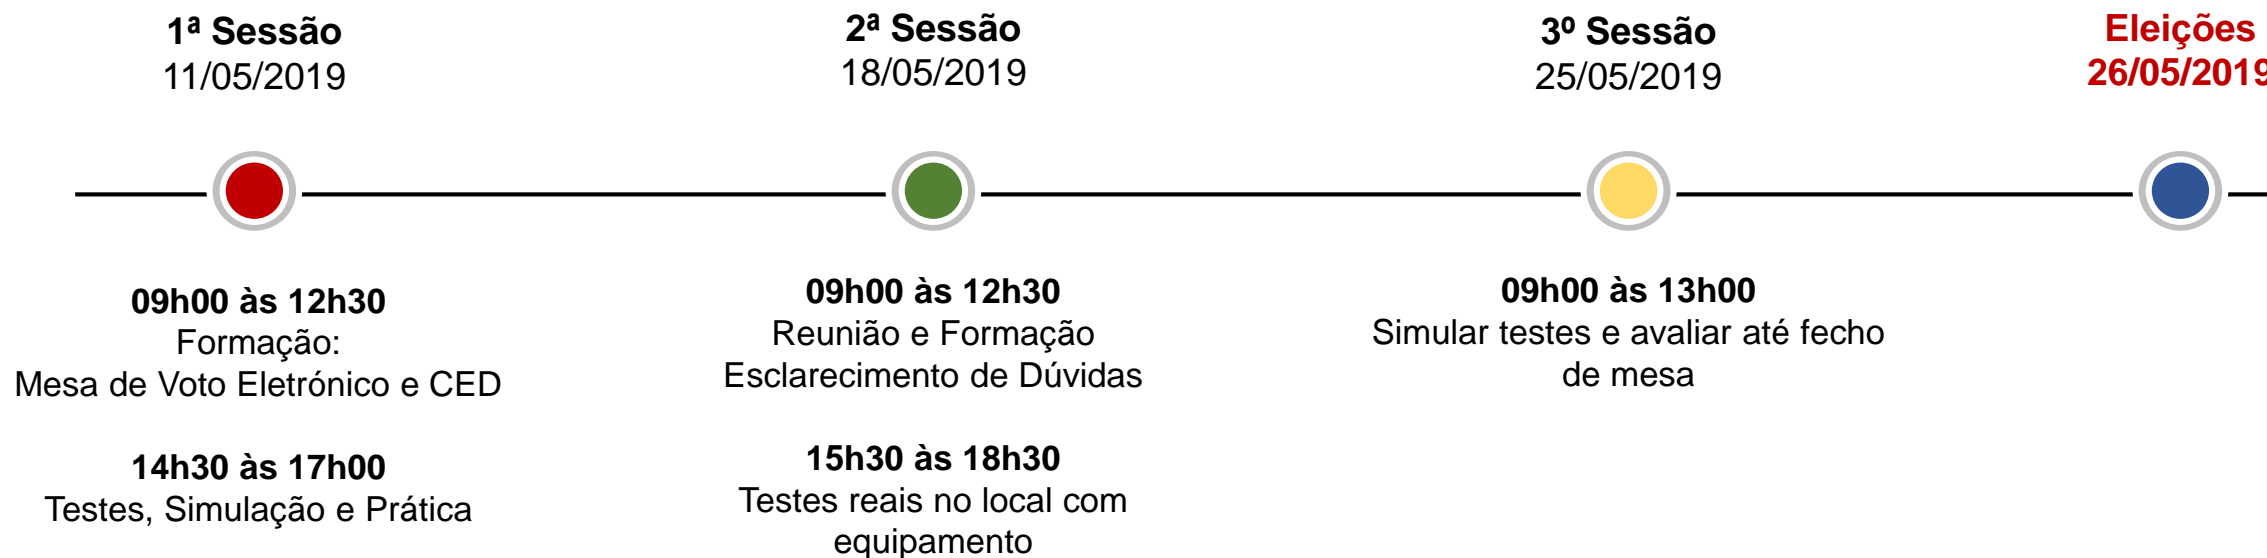 1ª Sessão
11/05/2019
09h00 às 12h30
Formação:
Mesa de Voto Eletrónico e CED
14h30 às 17h00
Testes, Simulação e Prática
2ª Sessão
18/05/2019
09h00 às 12h30
Reunião e Formação
Esclarecimento de Dúvidas
15h30 às 18h30
Testes reais no local com
equipamento
3º Sessão
25/05/2019
09h00 às 13h00
Simular testes e avaliar até fecho
de mesa
Eleições
26/05/2019